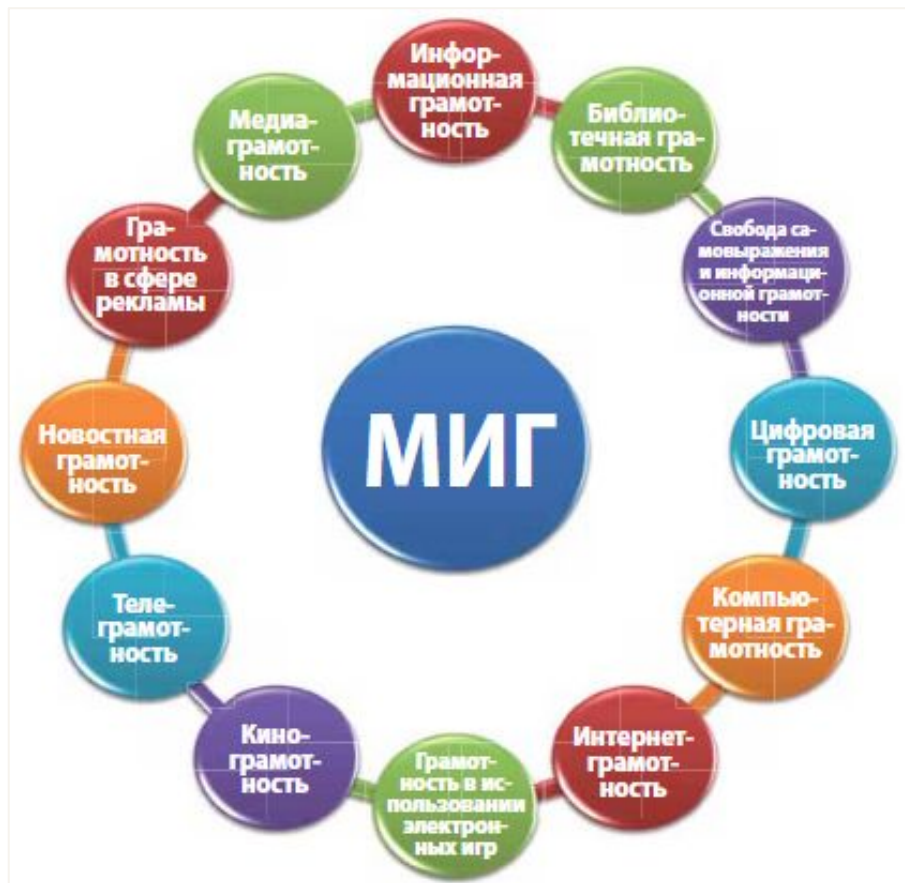 Инфор-
мационная
грамот-
ность
Библио-
течная гра-
мотность
Свобода са-
мовыражения
и информаци-
онной грамот-
ности
Цифровая
грамот-
ность
Компью-
терная гра-
мотность
Интернет-
грамот-
ность
Грамот-
ность в ис-
пользовании
электрон-
ных игр
Кино-
грамот-
ность
Теле-
грамот-
ность
Новостная
грамот-
ность
Гра-
мотность
в сфере
рекламы
Медиа-
грамот-
ность
МИГ